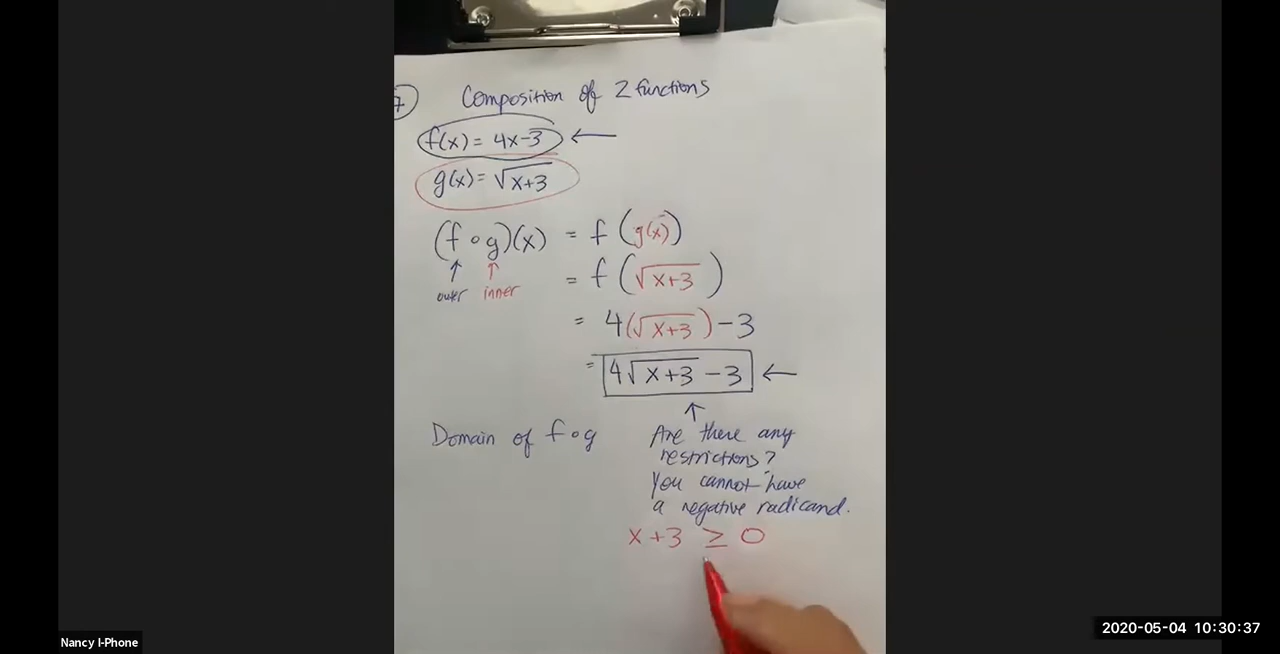 7 Composition of 2 functions
f(x) = 4x-3 ←
g(x) = √x+3
(f∘g)(x) = f(g(x))
↑ ↑
outer inner
= f(√x+3)
= 4(√x+3)-3
= 4√x+3 -3 ←
↑
Domain of f∘g
Are there any
restrictions?
You cannot have
a negative radicand.
x+3 ≥ 0
Nancy I-Phone
2020-05-04 10:30:37